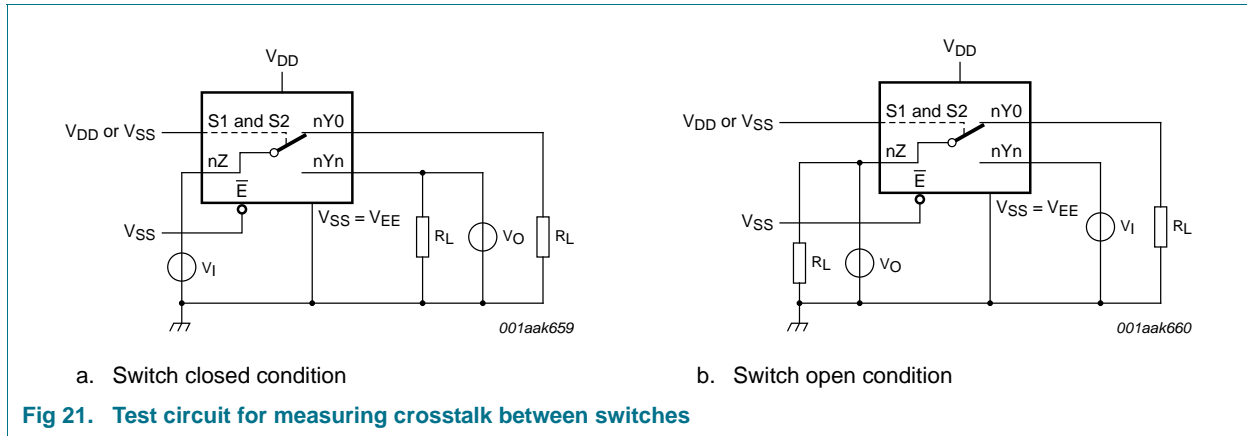 VDD
VDD or VSS
S1 and S2
nY0
nZ
nYn
E̅
VSS
VSS = VEE
VI
RL
VO
RL
001aak659
a. Switch closed condition
VDD
VDD or VSS
S1 and S2
nY0
nZ
nYn
E̅
VSS
VSS = VEE
RL
VO
VI
RL
001aak660
b. Switch open condition
Fig 21. Test circuit for measuring crosstalk between switches